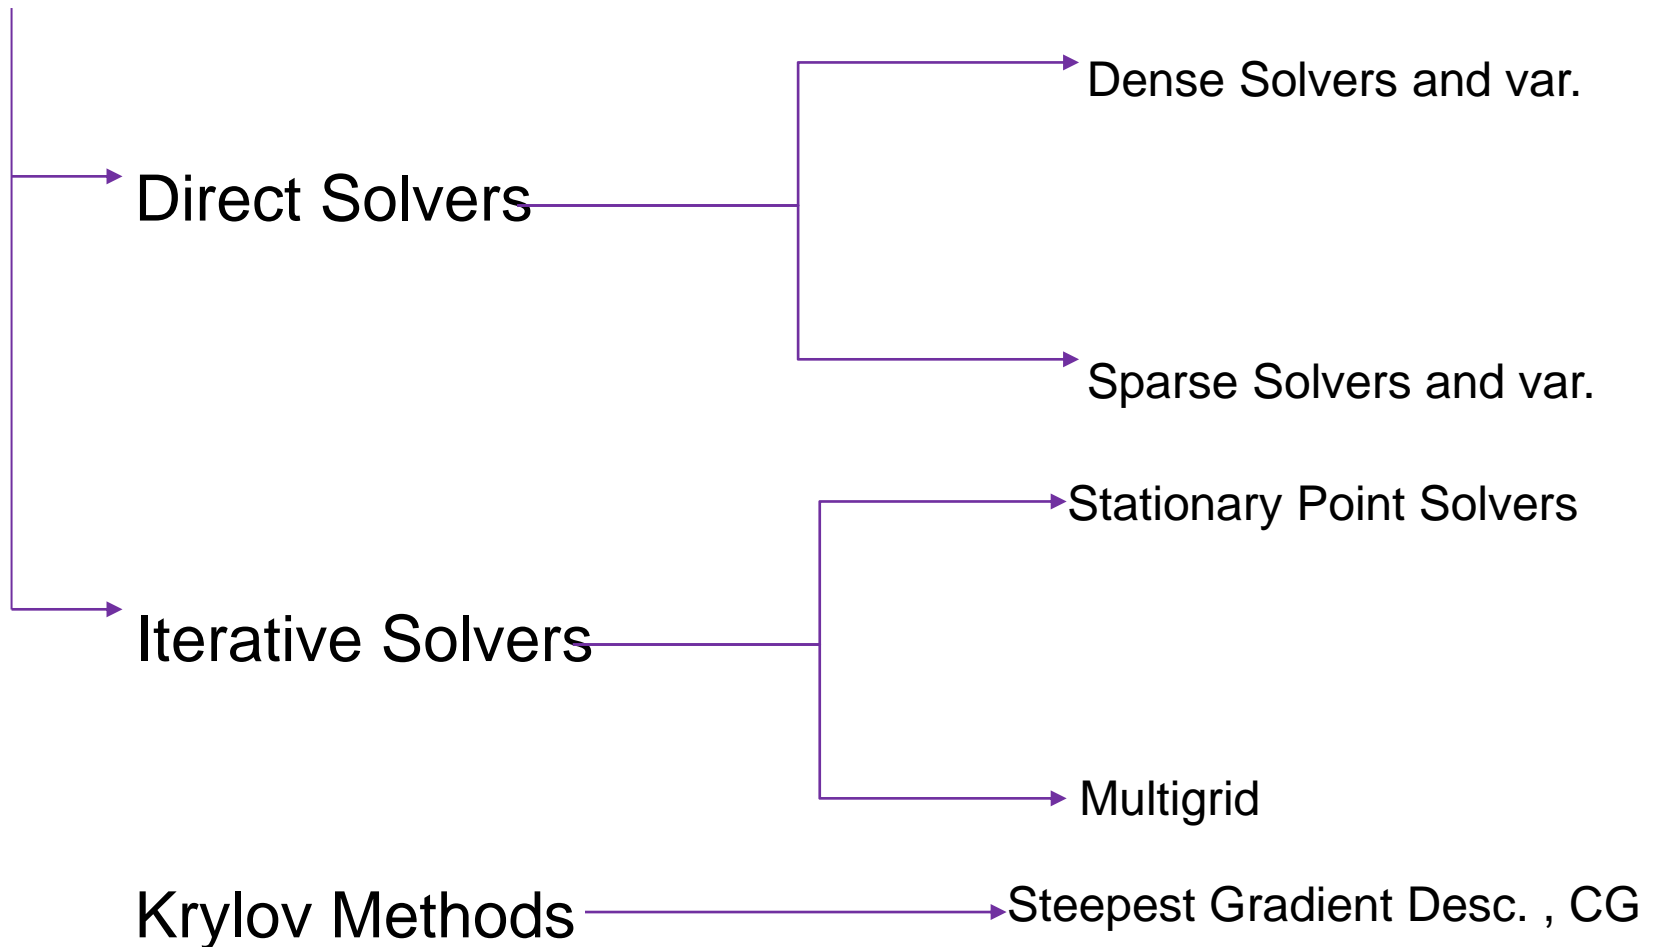 Dense Solvers and var.
Direct Solvers
Sparse Solvers and var.
Stationary Point Solvers
Iterative Solvers
Multigrid
Krylov Methods
Steepest Gradient Desc. , CG